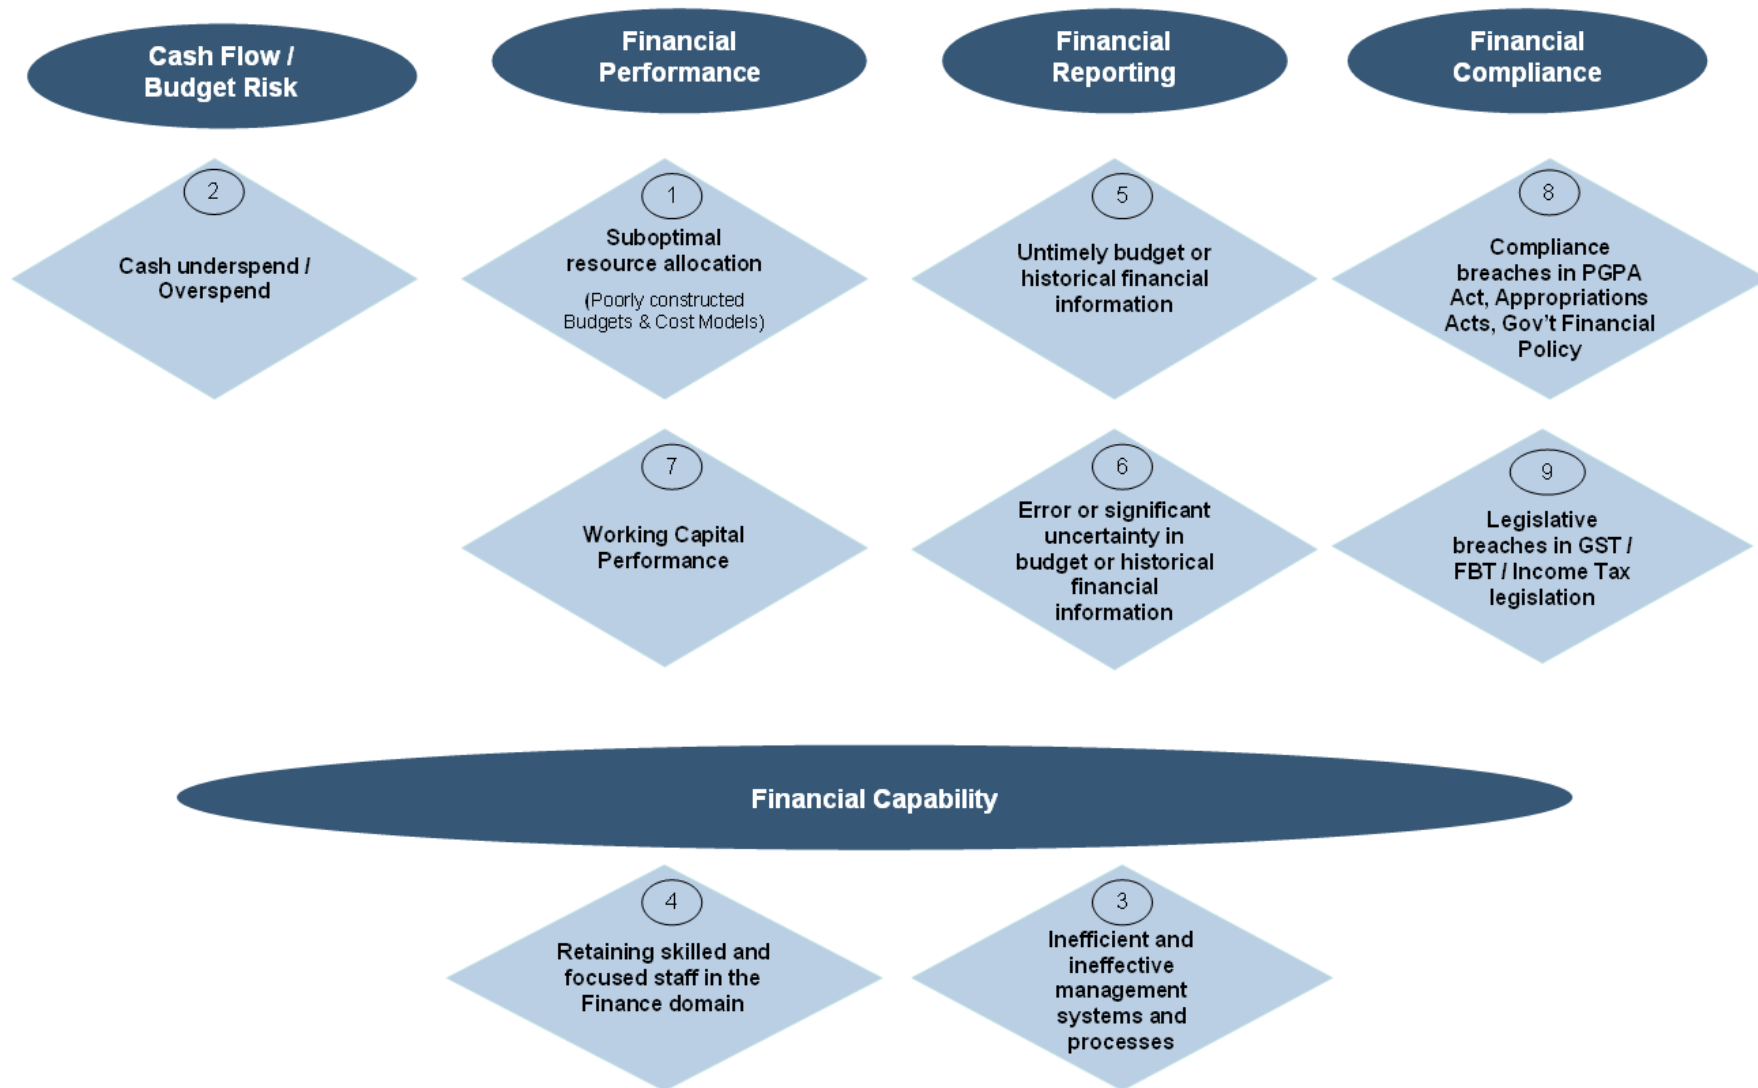 Cash Flow /
Budget Risk
Financial
Performance
Financial
Reporting
Financial
Compliance
2
Cash underspend /
Overspend
1
Suboptimal
resource allocation
(Poorly constructed
Budgets & Cost Models)
5
Untimely budget or
historical financial
information
8
Compliance
breaches in PGPA
Act, Appropriations
Acts, Gov't Financial
Policy
7
Working Capital
Performance
6
Error or significant
uncertainty in
budget or historical
financial
information
9
Legislative
breaches in GST /
FBT / Income Tax
legislation
Financial Capability
4
Retaining skilled and
focused staff in the
Finance domain
3
Inefficient and
ineffective
management
systems and
processes